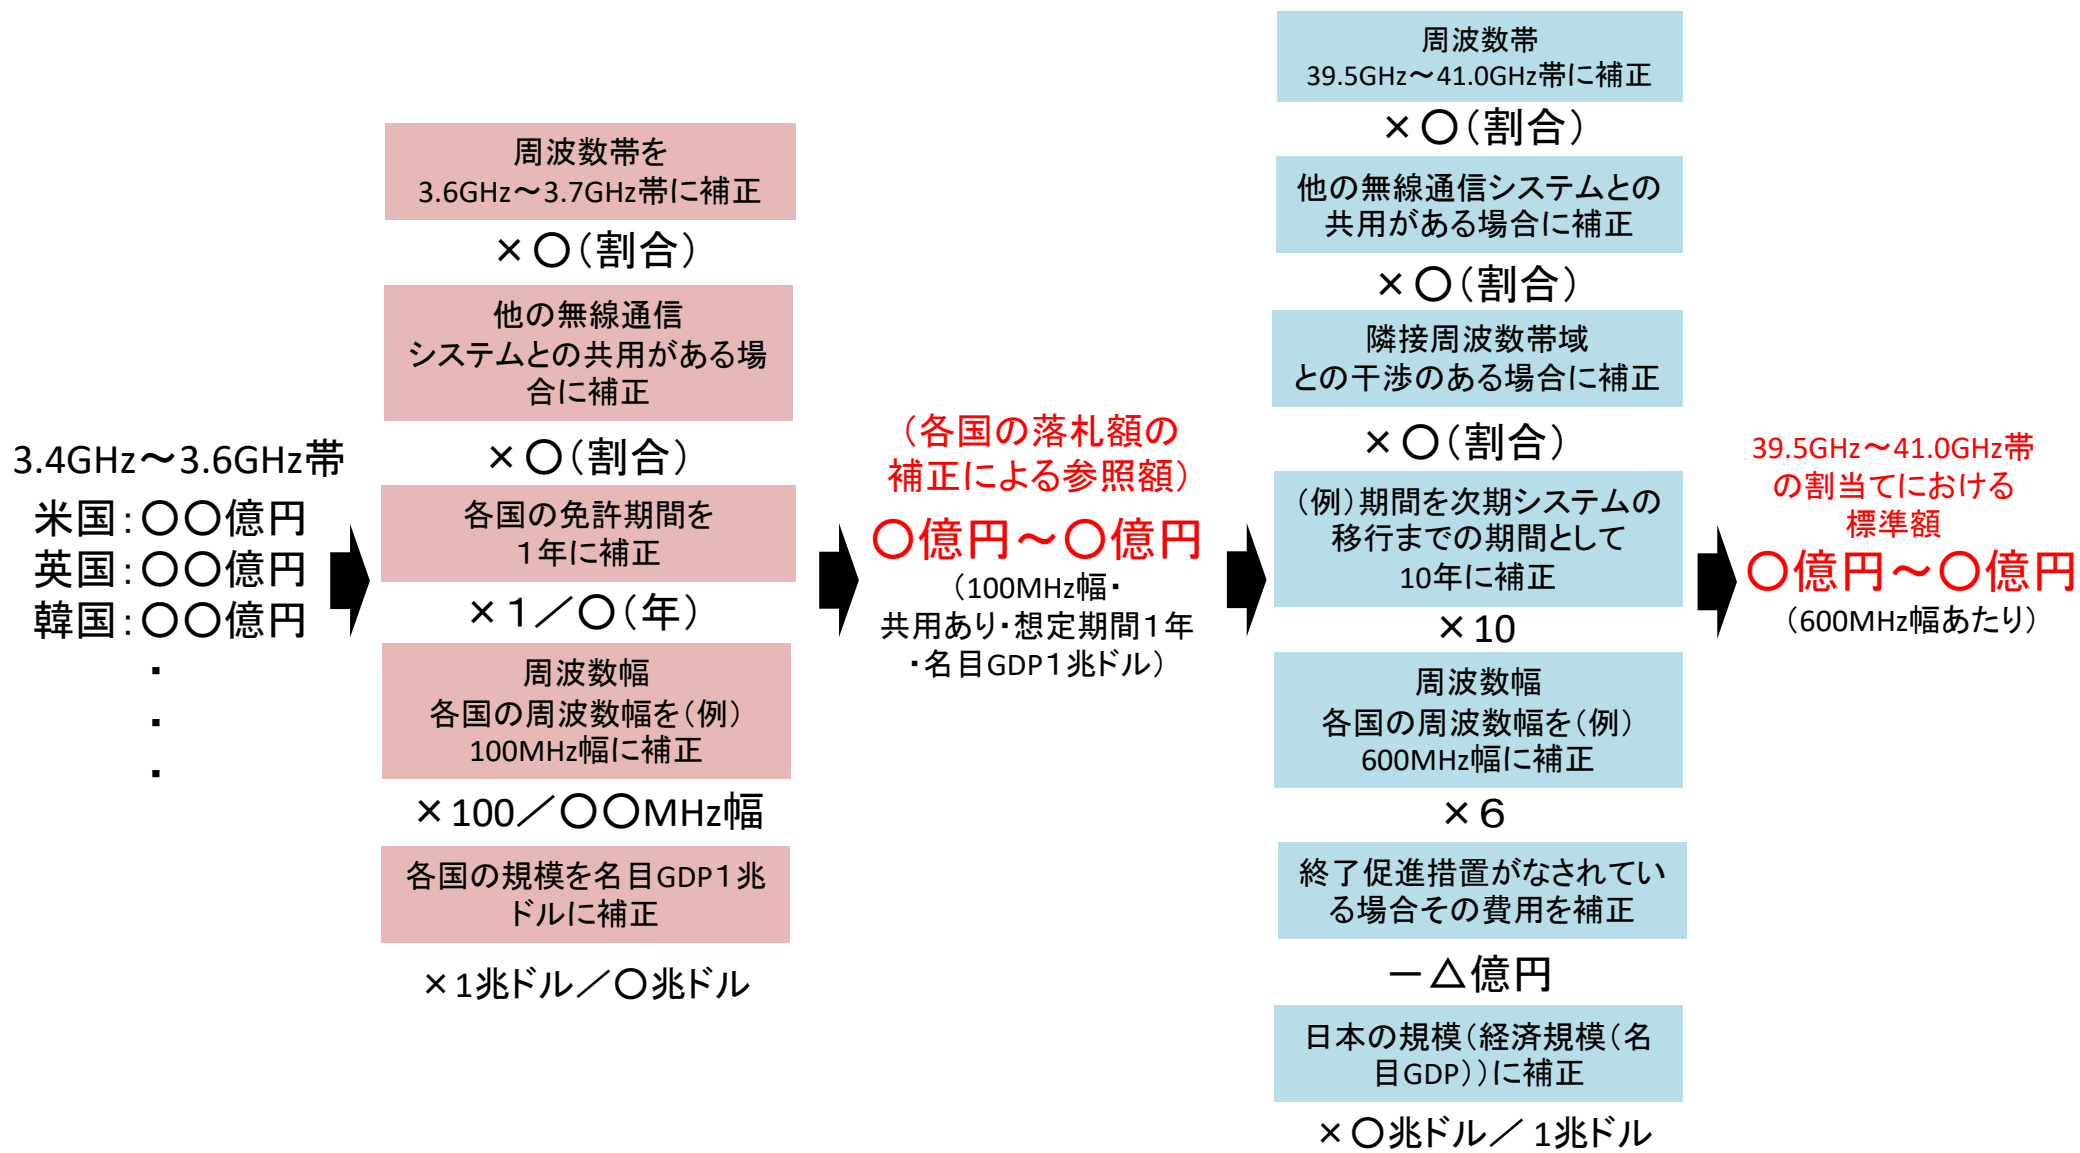 3.4GHz～3.6GHz帯
米国：〇〇億円
英国：〇〇億円
韓国：〇〇億円
・
・
・
周波数帯を
3.6GHz～3.7GHz帯に補正
×〇（割合）
他の無線通信
システムとの共用がある場
合に補正
×〇（割合）
各国の免許期間を
１年に補正
×１／〇（年）
周波数幅
各国の周波数幅を（例）
100MHz幅に補正
×100／〇〇MHz幅
各国の規模を名目GDP１兆
ドルに補正
×1兆ドル／〇兆ドル
（各国の落札額の
補正による参照額）
〇億円～〇億円
（100MHz幅・
共用あり・想定期間１年
・名目GDP１兆ドル）
周波数帯
39.5GHz～41.0GHz帯に補正
×〇（割合）
他の無線通信システムとの
共用がある場合に補正
×〇（割合）
隣接周波数帯域
との干渉のある場合に補正
×〇（割合）
（例）期間を次期システムの
移行までの期間として
10年に補正
×10
周波数幅
各国の周波数幅を（例）
600MHz幅に補正
×６
終了促進措置がなされてい
る場合その費用を補正
－△億円
日本の規模（経済規模（名
目GDP））に補正
×〇兆ドル／1兆ドル
39.5GHz～41.0GHz帯
の割当てにおける
標準額
〇億円～〇億円
（600MHz幅あたり）